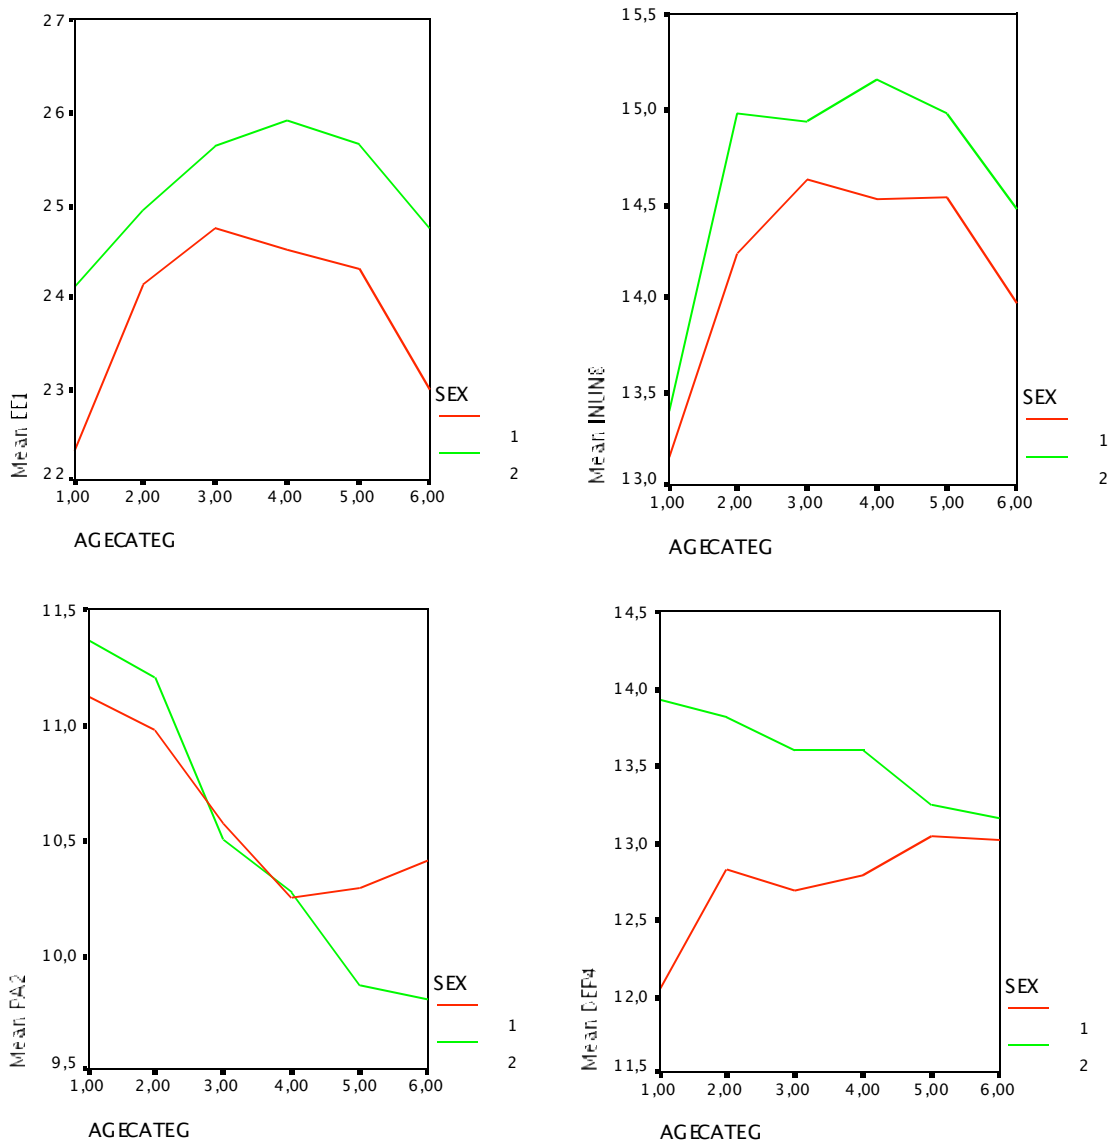 27
26
25
24
23
22
Mean EE1
1,00 2,00 3,00 4,00 5,00 6,00
AGECATEG
SEX
1
2
15,5
15,0
14,5
14,0
13,5
13,0
Mean INUN8
1,00 2,00 3,00 4,00 5,00 6,00
AGECATEG
SEX
1
2
11,5
11,0
10,5
10,0
9,5
Mean PA2
1,00 2,00 3,00 4,00 5,00 6,00
AGECATEG
SEX
1
2
14,5
14,0
13,5
13,0
12,5
12,0
11,5
Mean DEP4
1,00 2,00 3,00 4,00 5,00 6,00
AGECATEG
SEX
1
2